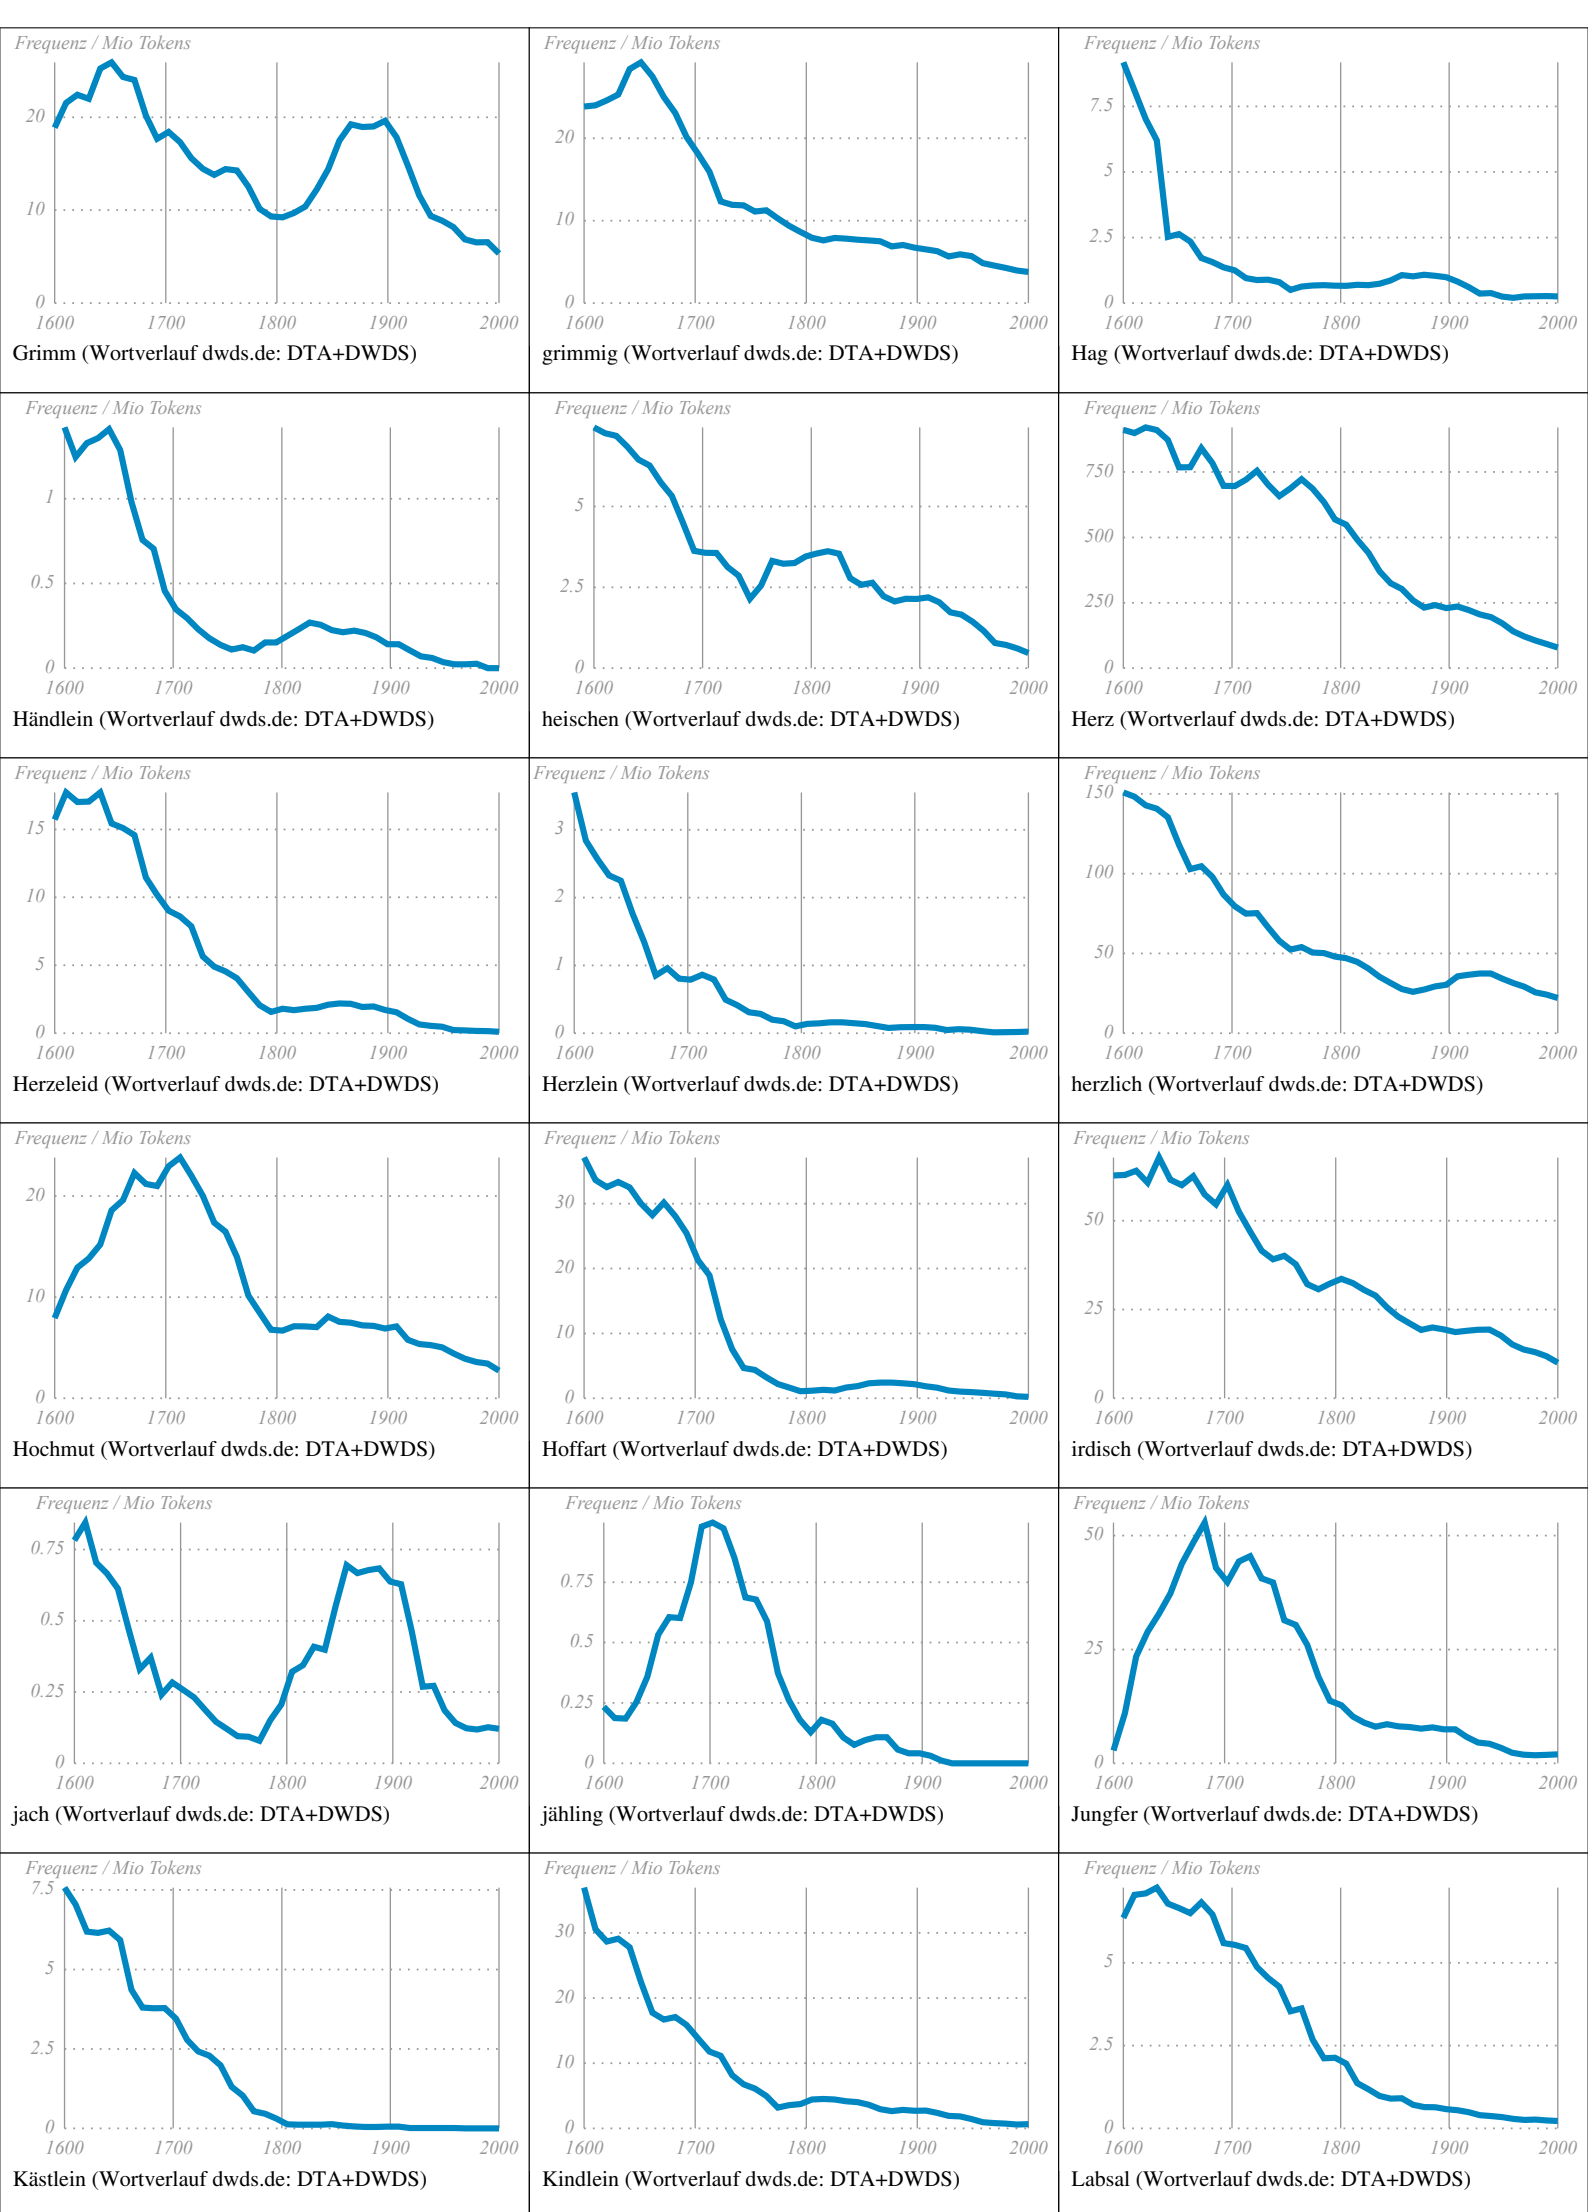 Frequenz / Mio Tokens
20
10
0
1600 1700 1800 1900 2000
Grimm (Wortverlauf dwds.de: DTA+DWDS)
Frequenz / Mio Tokens
20
10
0
1600 1700 1800 1900 2000
grimmig (Wortverlauf dwds.de: DTA+DWDS)
Frequenz / Mio Tokens
7.5
5
2.5
0
1600 1700 1800 1900 2000
Hag (Wortverlauf dwds.de: DTA+DWDS)
Frequenz / Mio Tokens
1
0.5
0
1600 1700 1800 1900 2000
Händlein (Wortverlauf dwds.de: DTA+DWDS)
Frequenz / Mio Tokens
5
2.5
0
1600 1700 1800 1900 2000
heischen (Wortverlauf dwds.de: DTA+DWDS)
Frequenz / Mio Tokens
750
500
250
0
1600 1700 1800 1900 2000
Herz (Wortverlauf dwds.de: DTA+DWDS)
Frequenz / Mio Tokens
15
10
5
0
1600 1700 1800 1900 2000
Herzeleid (Wortverlauf dwds.de: DTA+DWDS)
Frequenz / Mio Tokens
3
2
1
0
1600 1700 1800 1900 2000
Herzlein (Wortverlauf dwds.de: DTA+DWDS)
Frequenz / Mio Tokens
150
100
50
0
1600 1700 1800 1900 2000
herzlich (Wortverlauf dwds.de: DTA+DWDS)
Frequenz / Mio Tokens
20
10
0
1600 1700 1800 1900 2000
Hochmut (Wortverlauf dwds.de: DTA+DWDS)
Frequenz / Mio Tokens
30
20
10
0
1600 1700 1800 1900 2000
Hoffart (Wortverlauf dwds.de: DTA+DWDS)
Frequenz / Mio Tokens
50
25
0
1600 1700 1800 1900 2000
irdisch (Wortverlauf dwds.de: DTA+DWDS)
Frequenz / Mio Tokens
0.75
0.5
0.25
0
1600 1700 1800 1900 2000
jach (Wortverlauf dwds.de: DTA+DWDS)
Frequenz / Mio Tokens
0.75
0.5
0.25
0
1600 1700 1800 1900 2000
jähling (Wortverlauf dwds.de: DTA+DWDS)
Frequenz / Mio Tokens
50
25
0
1600 1700 1800 1900 2000
Jungfer (Wortverlauf dwds.de: DTA+DWDS)
Frequenz / Mio Tokens
7.5
5
2.5
0
1600 1700 1800 1900 2000
Kästlein (Wortverlauf dwds.de: DTA+DWDS)
Frequenz / Mio Tokens
30
20
10
0
1600 1700 1800 1900 2000
Kindlein (Wortverlauf dwds.de: DTA+DWDS)
Frequenz / Mio Tokens
5
2.5
0
1600 1700 1800 1900 2000
Labsal (Wortverlauf dwds.de: DTA+DWDS)